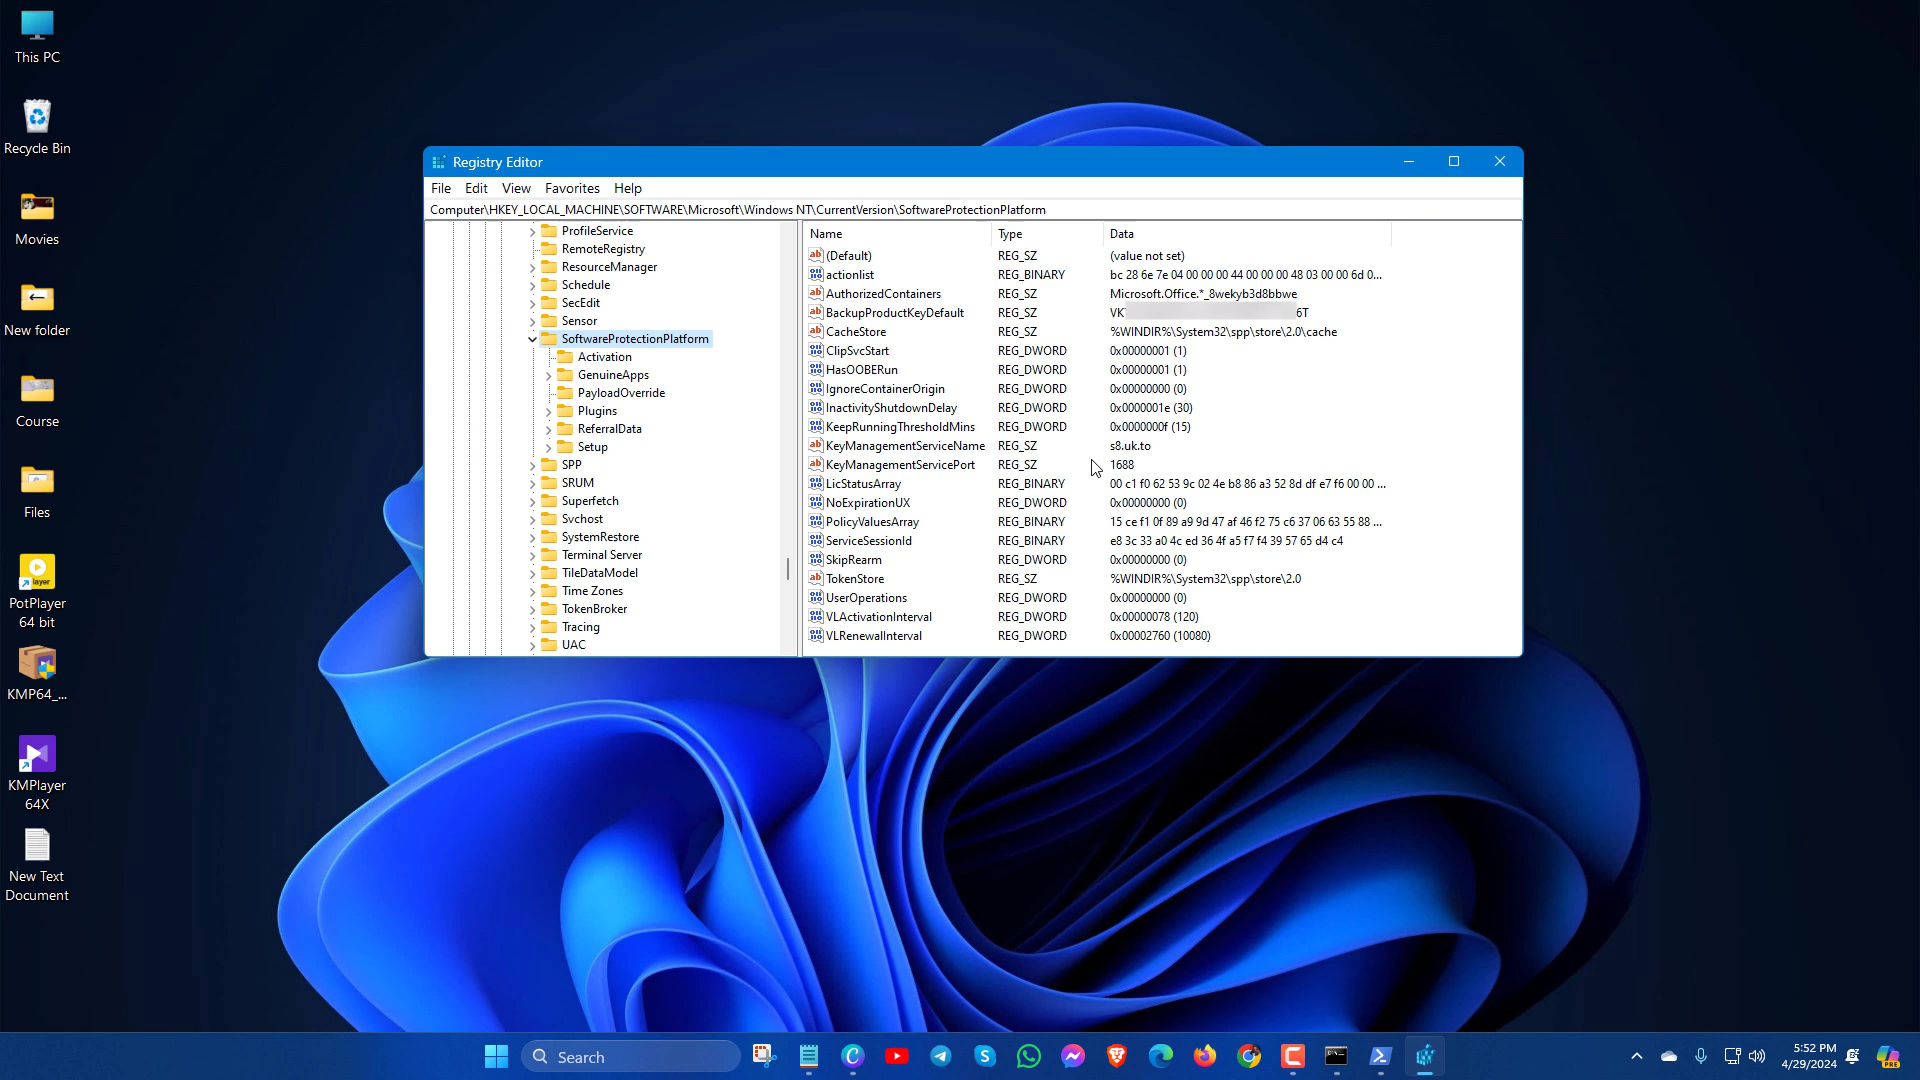 This PC
Recycle Bin
Movies
New folder
Course
Files
PotPlayer
64 bit
KMP64_...
KMPlayer
64X
New Text
Document
Registry Editor
File Edit View Favorites Help
Computer\HKEY_LOCAL_MACHINE\SOFTWARE\Microsoft\Windows NT\CurrentVersion\SoftwareProtectionPlatform
ProfileService
RemoteRegistry
ResourceManager
Schedule
SecEdit
Sensor
SoftwareProtectionPlatform
Activation
GenuineApps
PayloadOverride
Plugins
ReferralData
Setup
SPP
SRUM
Superfetch
Svchost
SystemRestore
Terminal Server
TileDataModel
Time Zones
TokenBroker
Tracing
UAC
Name Type Data
(Default) REG_SZ (value not set)
actionlist REG_BINARY bc 28 6e 7e 04 00 00 00 44 00 00 00 48 03 00 00 6d 0...
AuthorizedContainers REG_SZ Microsoft.Office.*_8wekyb3d8bbwe
BackupProductKeyDefault REG_SZ VK 6T
CacheStore REG_SZ %WINDIR%\System32\spp\store\2.0\cache
ClipSvcStart REG_DWORD 0x00000001 (1)
HasOOBERun REG_DWORD 0x00000001 (1)
IgnoreContainerOrigin REG_DWORD 0x00000000 (0)
InactivityShutdownDelay REG_DWORD 0x0000001e (30)
KeepRunningThresholdMins REG_DWORD 0x0000000f (15)
KeyManagementServiceName REG_SZ s8.uk.to
KeyManagementServicePort REG_SZ 1688
LicStatusArray REG_BINARY 00 c1 f0 62 53 9c 02 4e b8 86 a3 52 8d df e7 f6 00 00 ...
NoExpirationUX REG_DWORD 0x00000000 (0)
PolicyValuesArray REG_BINARY 15 ce f1 0f 89 a9 9d 47 af 46 f2 75 c6 37 06 63 55 88 ...
ServiceSessionId REG_BINARY e8 3c 33 a0 4c ed 36 4f a5 f7 f4 39 57 65 d4 c4
SkipRearm REG_DWORD 0x00000000 (0)
TokenStore REG_SZ %WINDIR%\System32\spp\store\2.0
UserOperations REG_DWORD 0x00000000 (0)
VLActivationInterval REG_DWORD 0x00000078 (120)
VLRenewalInterval REG_DWORD 0x00002760 (10080)
Search
5:52 PM
4/29/2024
PRE